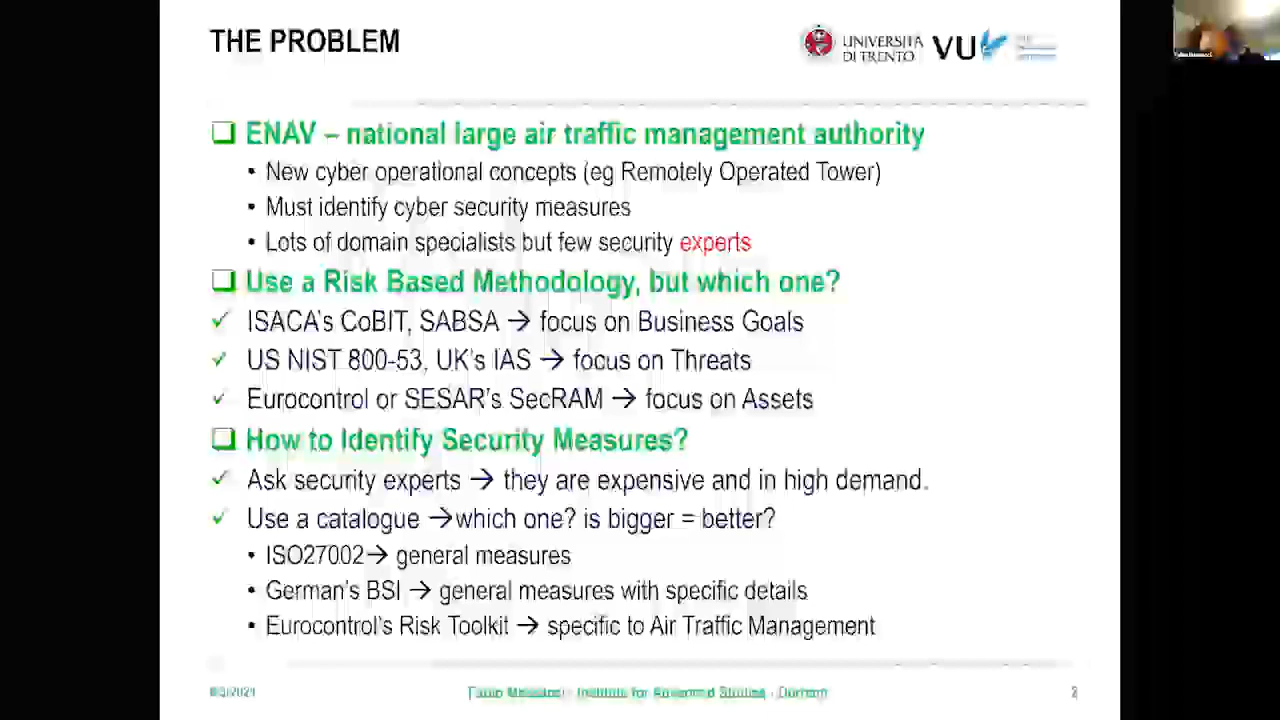 THE PROBLEM
UNIVERSITÀ
DI TRENTO
VU
❑ ENAV – national large air traffic management authority
• New cyber operational concepts (eg Remotely Operated Tower)
• Must identify cyber security measures
• Lots of domain specialists but few security experts
❑ Use a Risk Based Methodology, but which one?
✓ ISACA's CoBIT, SABSA → focus on Business Goals
✓ US NIST 800-53, UK's IAS → focus on Threats
✓ Eurocontrol or SESAR's SecRAM → focus on Assets
❑ How to Identify Security Measures?
✓ Ask security experts → they are expensive and in high demand.
✓ Use a catalogue →which one? is bigger = better?
• ISO27002→ general measures
• German's BSI → general measures with specific details
• Eurocontrol's Risk Toolkit → specific to Air Traffic Management
Institute for Advanced Studies - Durham
2